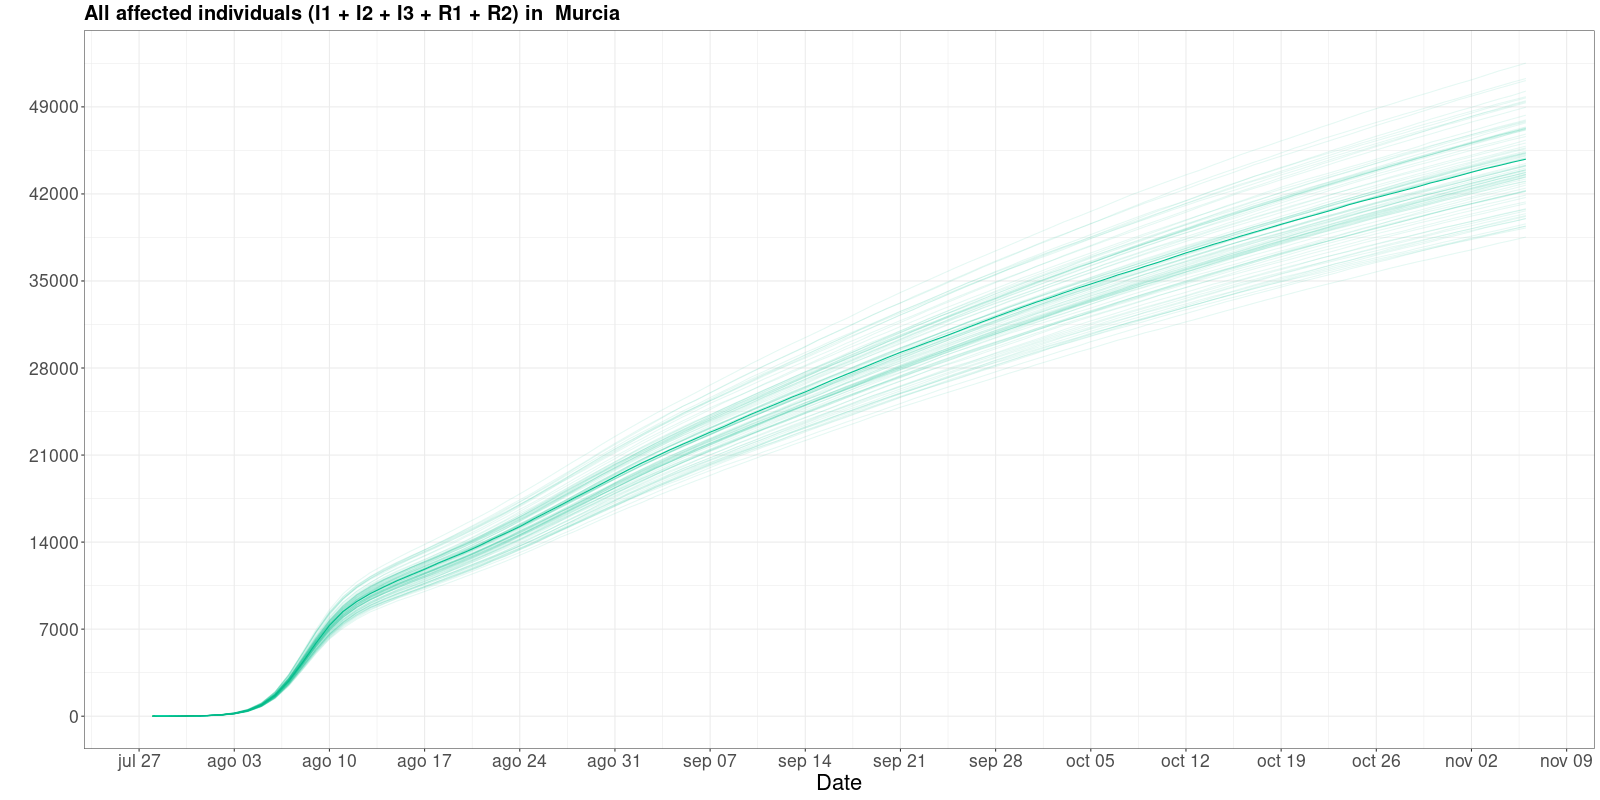 All affected individuals (I1 + I2 + I3 + R1 + R2) in  Murcia
49000
42000
35000
28000
21000
14000
7000
0
jul 27 ago 03 ago 10 ago 17 ago 24 ago 31 sep 07 sep 14 sep 21 sep 28 oct 05 oct 12 oct 19 oct 26 nov 02 nov 09
Date